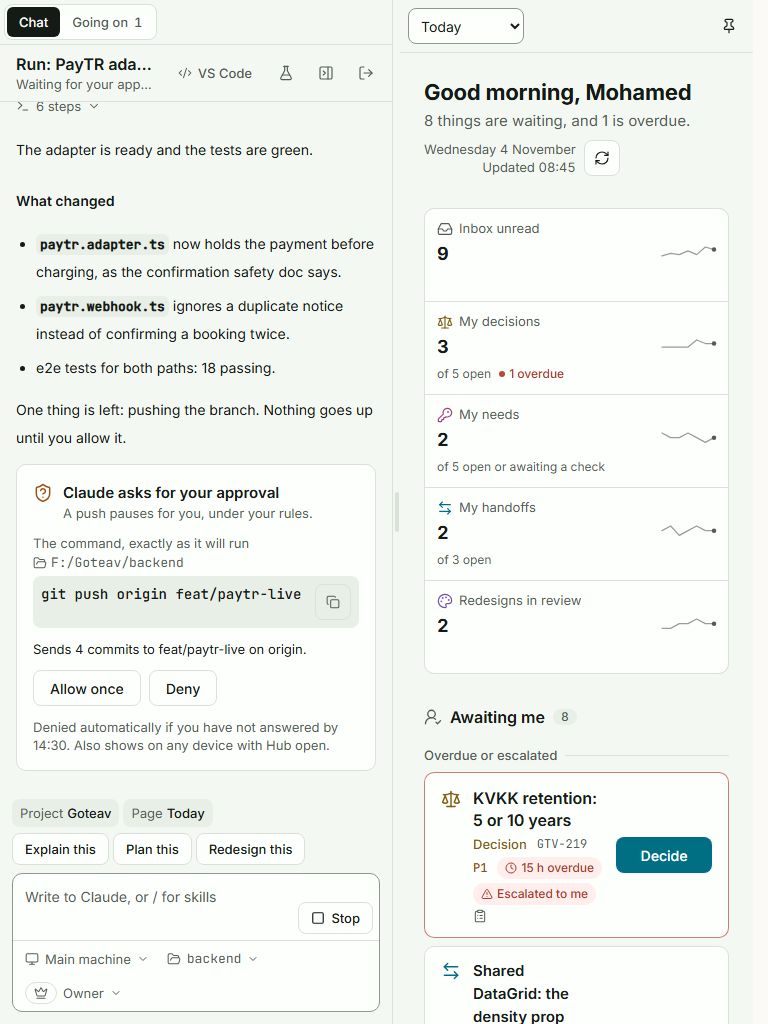 Chat
Going on 1
Run: PayTR ada...
Waiting for your app...
VS Code
6 steps
The adapter is ready and the tests are green.
What changed
paytr.adapter.ts now holds the payment before
charging, as the confirmation safety doc says.
paytr.webhook.ts ignores a duplicate notice
instead of confirming a booking twice.
e2e tests for both paths: 18 passing.
One thing is left: pushing the branch. Nothing goes up
until you allow it.
Claude asks for your approval
A push pauses for you, under your rules.
The command, exactly as it will run
F:/Goteav/backend
git push origin feat/paytr-live
Sends 4 commits to feat/paytr-live on origin.
Allow once
Deny
Denied automatically if you have not answered by
14:30. Also shows on any device with Hub open.
Project Goteav
Page Today
Explain this
Plan this
Redesign this
Write to Claude, or / for skills
Stop
Main machine
backend
Owner
Today
Good morning, Mohamed
8 things are waiting, and 1 is overdue.
Wednesday 4 November
Updated 08:45
Inbox unread
9
My decisions
3
of 5 open 1 overdue
My needs
2
of 5 open or awaiting a check
My handoffs
2
of 3 open
Redesigns in review
2
Awaiting me 8
Overdue or escalated
KVKK retention:
5 or 10 years
Decision GTV-219
P1 15 h overdue
Escalated to me
Decide
Shared
DataGrid: the
density prop